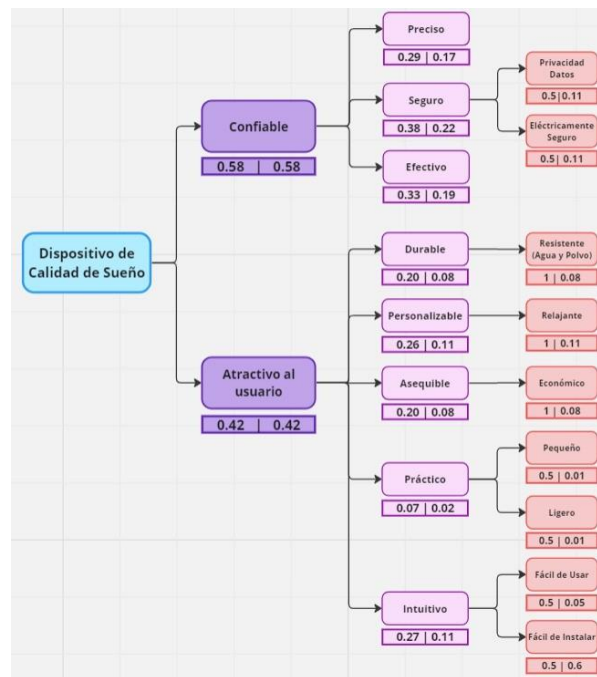 Preciso
0.29 | 0.17
Privacidad
Datos
0.5|0.11
Seguro
0.38 | 0.22
Confiable
0.58 | 0.58
Eléctricamente
Seguro
0.5| 0.11
Efectivo
0.33 | 0.19
Dispositivo de
Calidad de Sueño
Durable
0.20 | 0.08
Resistente
(Agua y Polvo)
1 | 0.08
Personalizable
0.26 | 0.11
Relajante
1 | 0.11
Atractivo al
usuario
0.42 | 0.42
Asequible
0.20 | 0.08
Económico
1 | 0.08
Práctico
0.07 | 0.02
Pequeño
0.5 | 0.01
Ligero
0.5 | 0.01
Intuitivo
0.27 | 0.11
Fácil de Usar
0.5 | 0.05
Fácil de Instalar
0.5 | 0.6